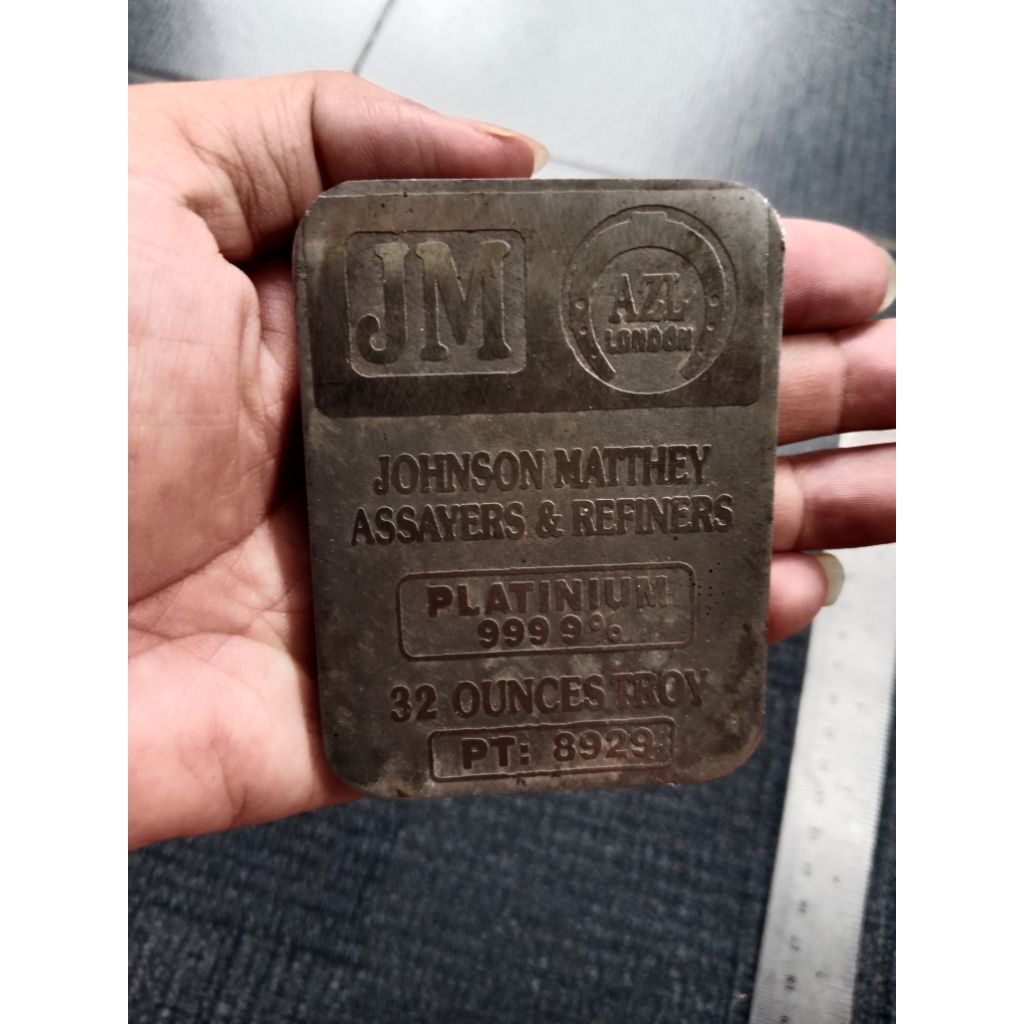 JM
AZL
LONDON
JOHNSON MATTHEY
ASSAYERS & REFINERS
PLATINIUM
999 9%
32 OUNCES TROY
PT: 8929